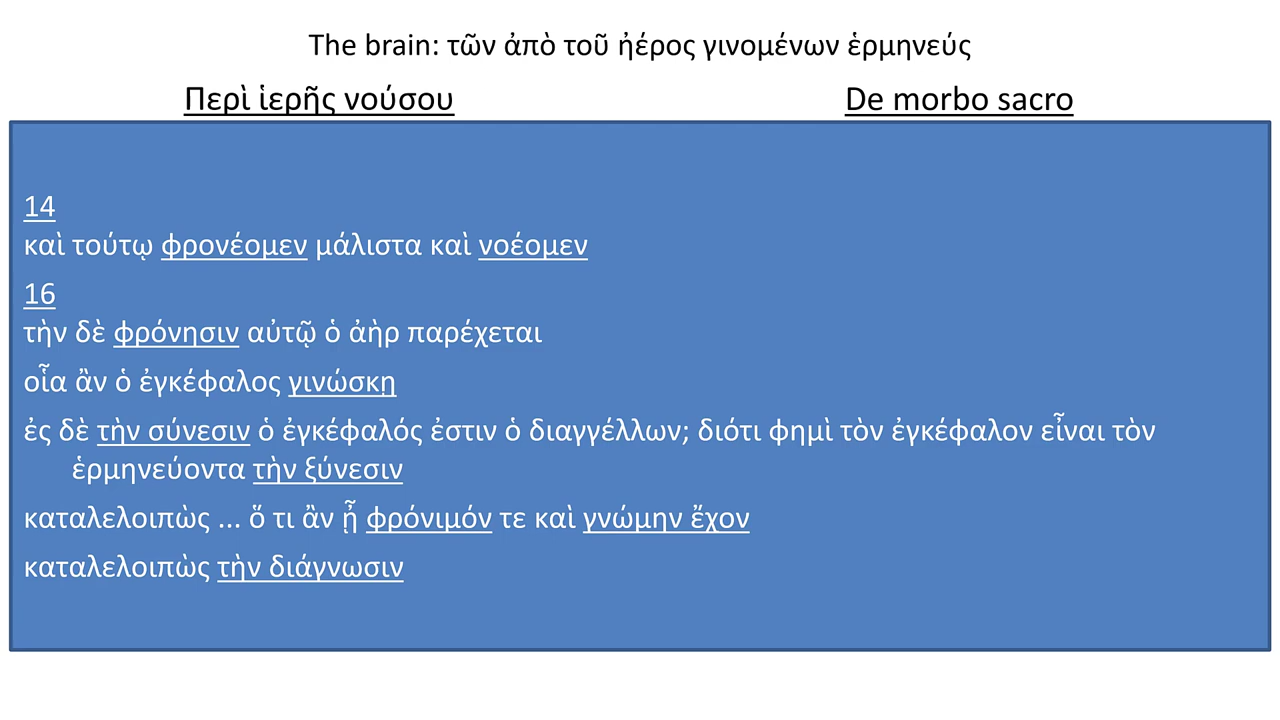 The brain: τῶν ἀπὸ τοῦ ἠέρος γινομένων ἑρμηνεύς
Περὶ ἱερῆς νούσου
De morbo sacro
14
καὶ τούτῳ φρονέομεν μάλιστα καὶ νοέομεν
16
τὴν δὲ φρόνησιν αὐτῷ ὁ ἀὴρ παρέχεται
οἷα ἂν ὁ ἐγκέφαλος γινώσκῃ
ἐς δὲ τὴν σύνεσιν ὁ ἐγκέφαλός ἐστιν ὁ διαγγέλλων; διότι φημὶ τὸν ἐγκέφαλον εἶναι τὸν
ἑρμηνεύοντα τὴν ξύνεσιν
καταλελοιπὼς ... ὅ τι ἂν ᾖ φρόνιμόν τε καὶ γνώμην ἔχον
καταλελοιπὼς τὴν διάγνωσιν